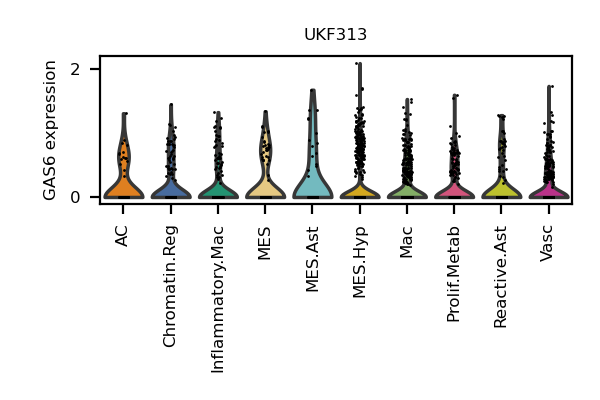 UKF313
GAS6 expression
2
0
AC
Chromatin.Reg
Inflammatory.Mac
MES
MES.Ast
MES.Hyp
Mac
Prolif.Metab
Reactive.Ast
Vasc